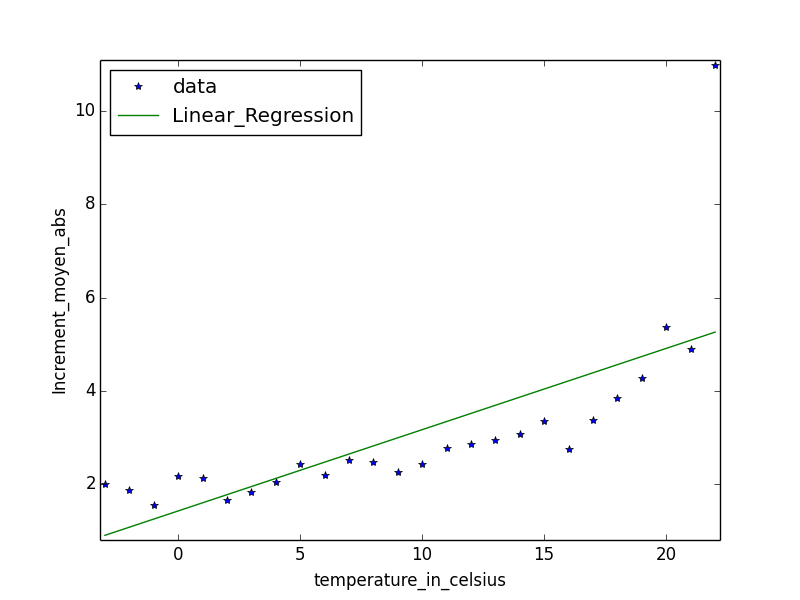 data
Linear_Regression
10
8
6
4
2
Increment_moyen_abs
0 5 10 15 20
temperature_in_celsius